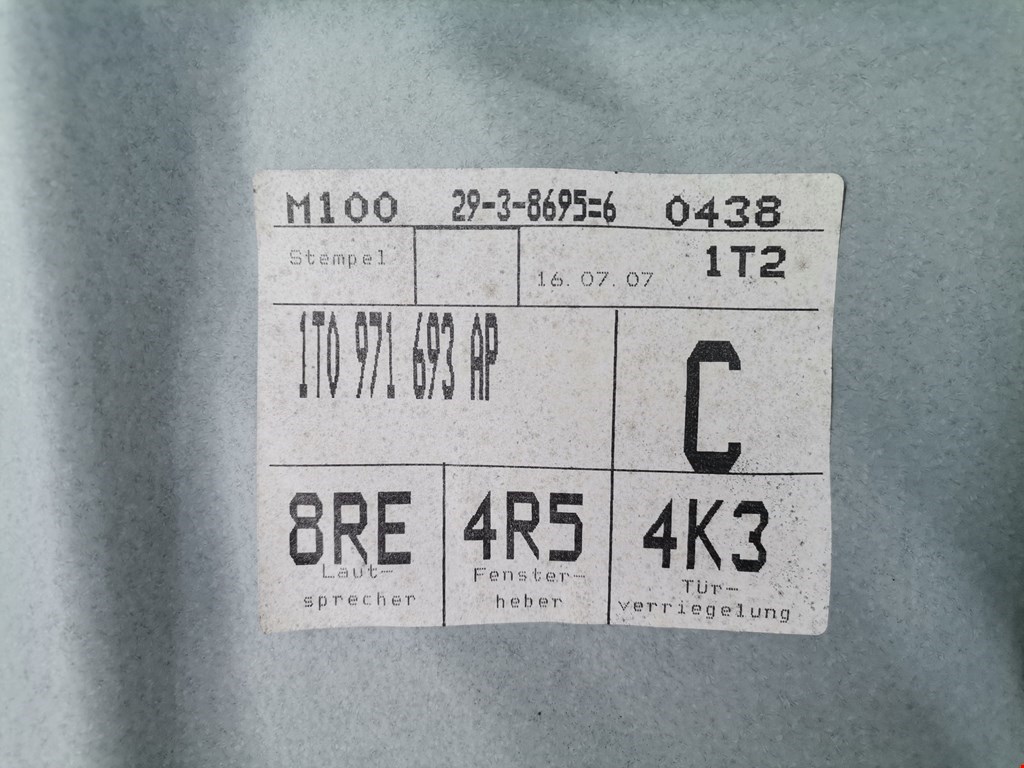 M100 29-3-8695=6 0438
Stempel 16.07.07 1T2
1T0 971 693 AP
C
8RE 4R5 4K3
Laut- Fenster- Tür-
sprecher heber verriegelung